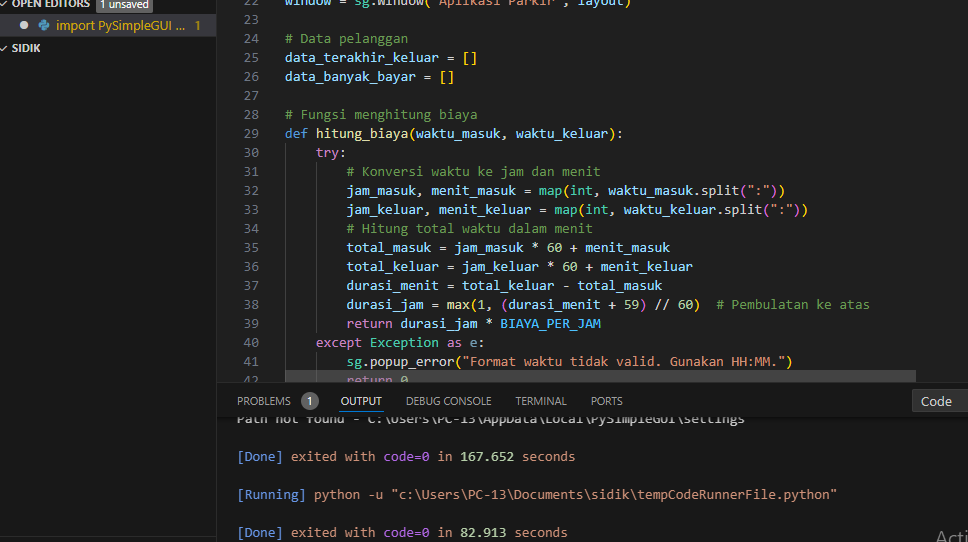 OPEN EDITORS 1 unsaved
import PySimpleGUI ... 1
SIDIK
22 window = sg.Window("Aplikasi Parkir", layout)
23
24 # Data pelanggan
25 data_terakhir_keluar = []
26 data_banyak_bayar = []
27
28 # Fungsi menghitung biaya
29 def hitung_biaya(waktu_masuk, waktu_keluar):
30 try:
31 # Konversi waktu ke jam dan menit
32 jam_masuk, menit_masuk = map(int, waktu_masuk.split(":"))
33 jam_keluar, menit_keluar = map(int, waktu_keluar.split(":"))
34 # Hitung total waktu dalam menit
35 total_masuk = jam_masuk * 60 + menit_masuk
36 total_keluar = jam_keluar * 60 + menit_keluar
37 durasi_menit = total_keluar - total_masuk
38 durasi_jam = max(1, (durasi_menit + 59) // 60) # Pembulatan ke atas
39 return durasi_jam * BIAYA_PER_JAM
40 except Exception as e:
41 sg.popup_error("Format waktu tidak valid. Gunakan HH:MM.")
42 return 0
PROBLEMS 1 OUTPUT DEBUG CONSOLE TERMINAL PORTS Code
Path not found - C:\Users\PC-13\AppData\Local\PySimpleGUI\settings
[Done] exited with code=0 in 167.652 seconds
[Running] python -u "c:\Users\PC-13\Documents\sidik\tempCodeRunnerFile.python"
[Done] exited with code=0 in 82.913 seconds